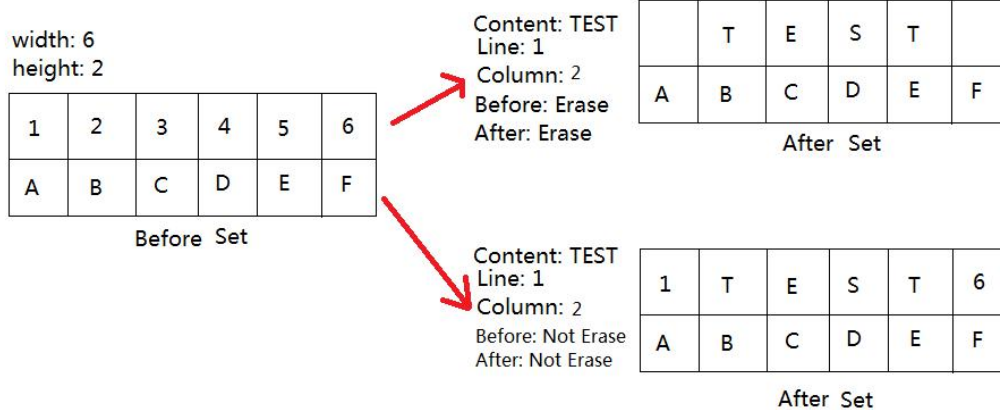 width: 6
height: 2
1 2 3 4 5 6
A B C D E F
Before Set
Content: TEST
Line: 1
Column: 2
Before: Erase
After: Erase
T E S T
A B C D E F
After Set
Content: TEST
Line: 1
Column: 2
Before: Not Erase
After: Not Erase
1 T E S T 6
A B C D E F
After Set